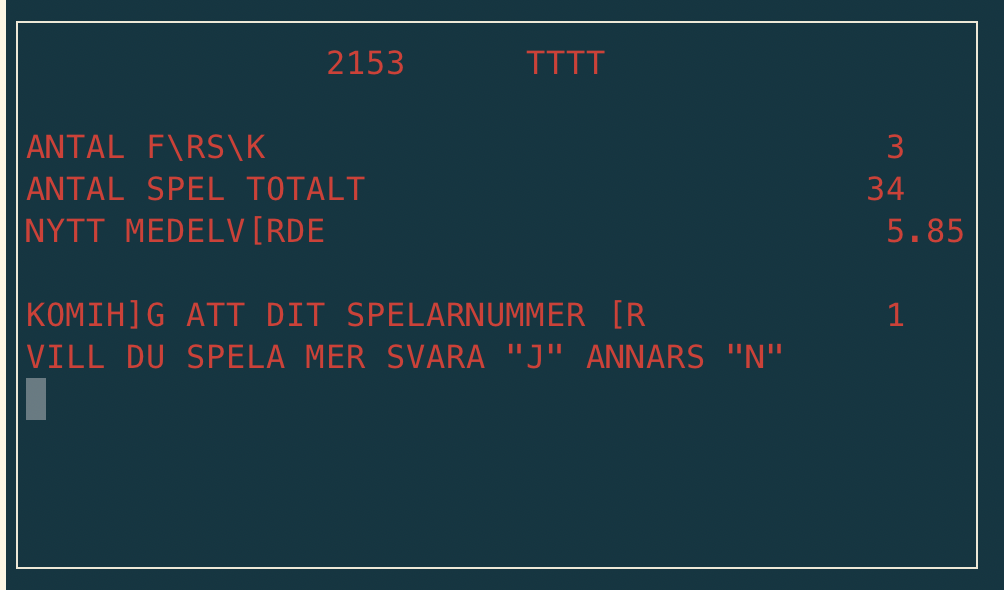 2153 TTTT
ANTAL F\RS\K 3
ANTAL SPEL TOTALT 34
NYTT MEDELV[RDE 5.85
KOMIH]G ATT DIT SPELARNUMMER [R 1
VILL DU SPELA MER SVARA "J" ANNARS "N"